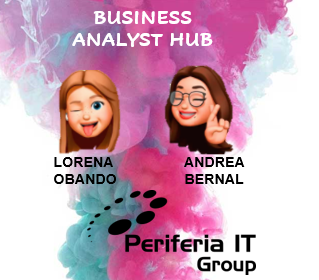 BUSINESS
ANALYST HUB
LORENA
OBANDO
ANDREA
BERNAL
Periferia IT
Group